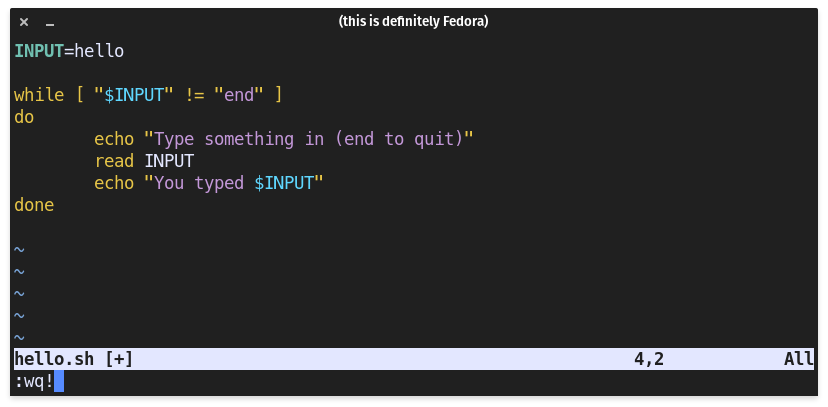 (this is definitely Fedora)
INPUT=hello
while [ "$INPUT" != "end" ]
do
echo "Type something in (end to quit)"
read INPUT
echo "You typed $INPUT"
done
~
~
~
~
~
hello.sh [+] 4,2 All
:wq!